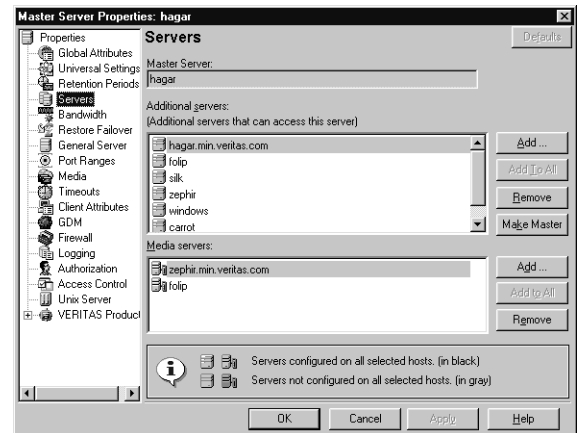 Master Server Properties: hagar
Properties
Global Attributes
Universal Settings
Retention Periods
Servers
Bandwidth
Restore Failover
General Server
Port Ranges
Media
Timeouts
Client Attributes
GDM
Firewall
Logging
Authorization
Access Control
Unix Server
VERITAS Product
Servers
Defaults
Master Server:
hagar
Additional servers:
(Additional servers that can access this server)
hagar.min.veritas.com
folip
silk
zephir
windows
carrot
Add ...
Add To All
Remove
Make Master
Media servers:
zephir.min.veritas.com
folip
Add ...
Add to All
Remove
Servers configured on all selected hosts. (in black)
Servers not configured on all selected hosts. (in gray)
OK
Cancel
Apply
Help